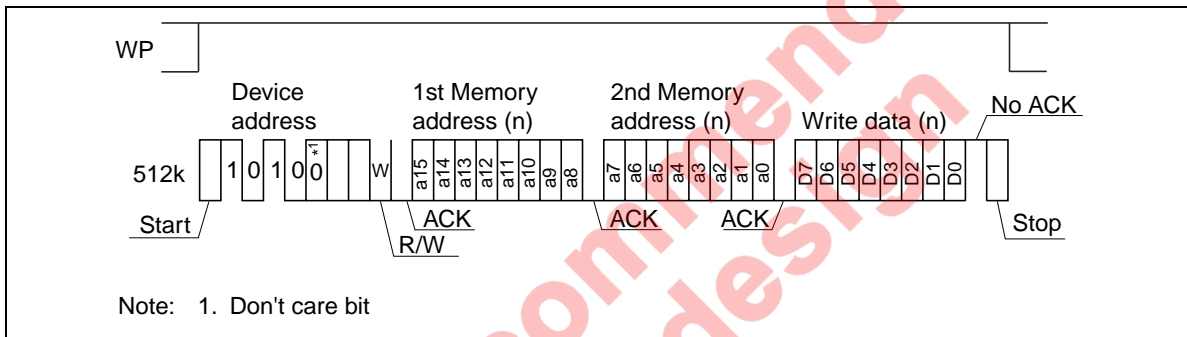 WP
Device
address
1st Memory
address (n)
2nd Memory
address (n)
Write data (n)
No ACK
512k
1 0 1 0 0 *1 W a15 a14 a13 a12 a11 a10 a9 a8 a7 a6 a5 a4 a3 a2 a1 a0 D7 D6 D5 D4 D3 D2 D1 D0
Start
R/W
ACK
ACK
ACK
Stop
Note: 1. Don't care bit
ommend
design